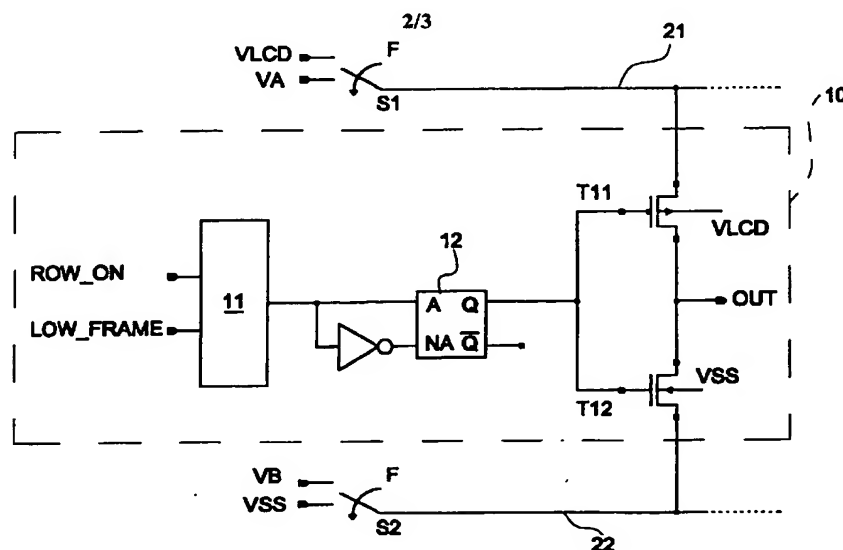 2/3
VLCD
F
21
VA
S1
10
T11
12
VLCD
ROW_ON
11
A Q
OUT
LOW_FRAME
NA Q̅
VSS
T12
VB
F
VSS
S2
22